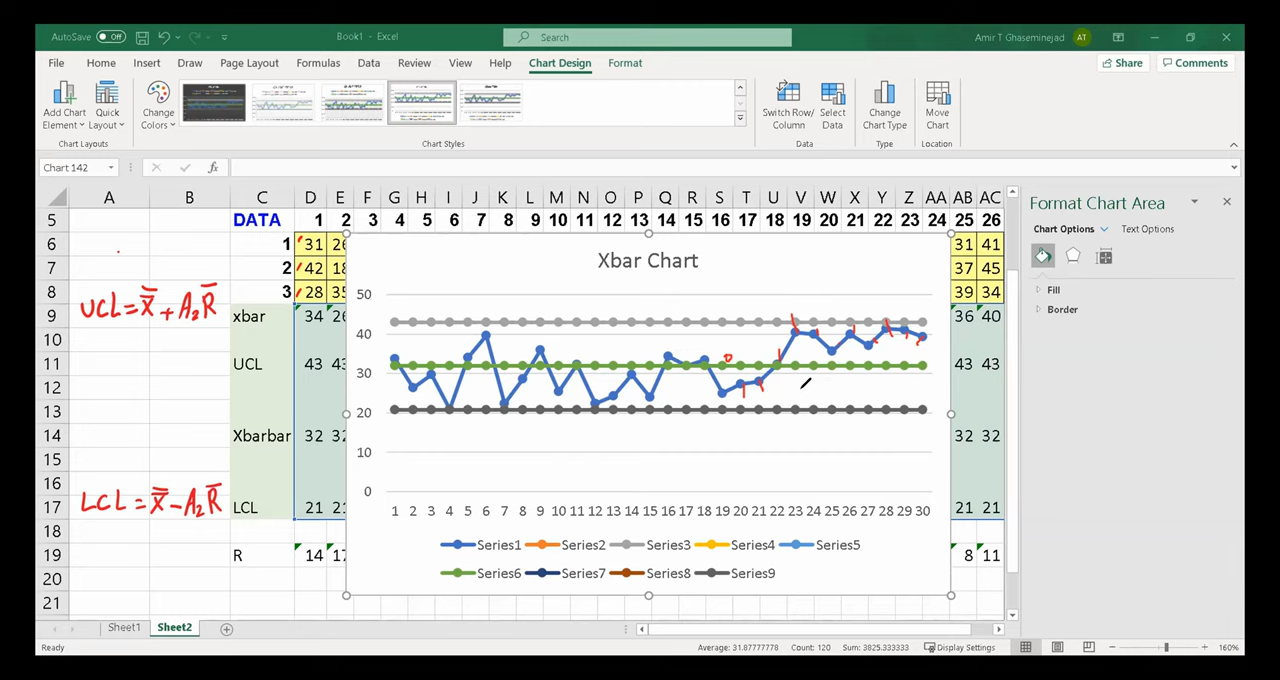 AutoSave Off Book1 - Excel Search Amir T Ghaseminejad AT
File Home Insert Draw Page Layout Formulas Data Review View Help Chart Design Format Share Comments
Add Chart Element Quick Layout Change Colors Switch Row/Column Select Data Change Chart Type Move Chart
Chart Layouts Chart Styles Data Type Location
Chart 142 fx
A B C D E F G H I J K L M N O P Q R S T U V W X Y Z AA AB AC
5 DATA 1 2 3 4 5 6 7 8 9 10 11 12 13 14 15 16 17 18 19 20 21 22 23 24 25 26
6 1 31 26 31 41
7 2 42 18 37 45
8 3 28 35 39 34
9 xbar 34 26 36 40
10
11 UCL 43 43 43 43
12
13
14 Xbarbar 32 32 32 32
15
16
17 LCL 21 21 21 21
18
19 R 14 17 8 11
20
21
UCL = X̿ + A₂R̄
LCL = X̿ − A₂R̄
Xbar Chart
50
40
30
20
10
0
1 2 3 4 5 6 7 8 9 10 11 12 13 14 15 16 17 18 19 20 21 22 23 24 25 26 27 28 29 30
Series1 Series2 Series3 Series4 Series5
Series6 Series7 Series8 Series9
Format Chart Area
Chart Options Text Options
Fill
Border
Sheet1 Sheet2
Ready Average: 31.87777778 Count: 120 Sum: 3825.333333 Display Settings 160%